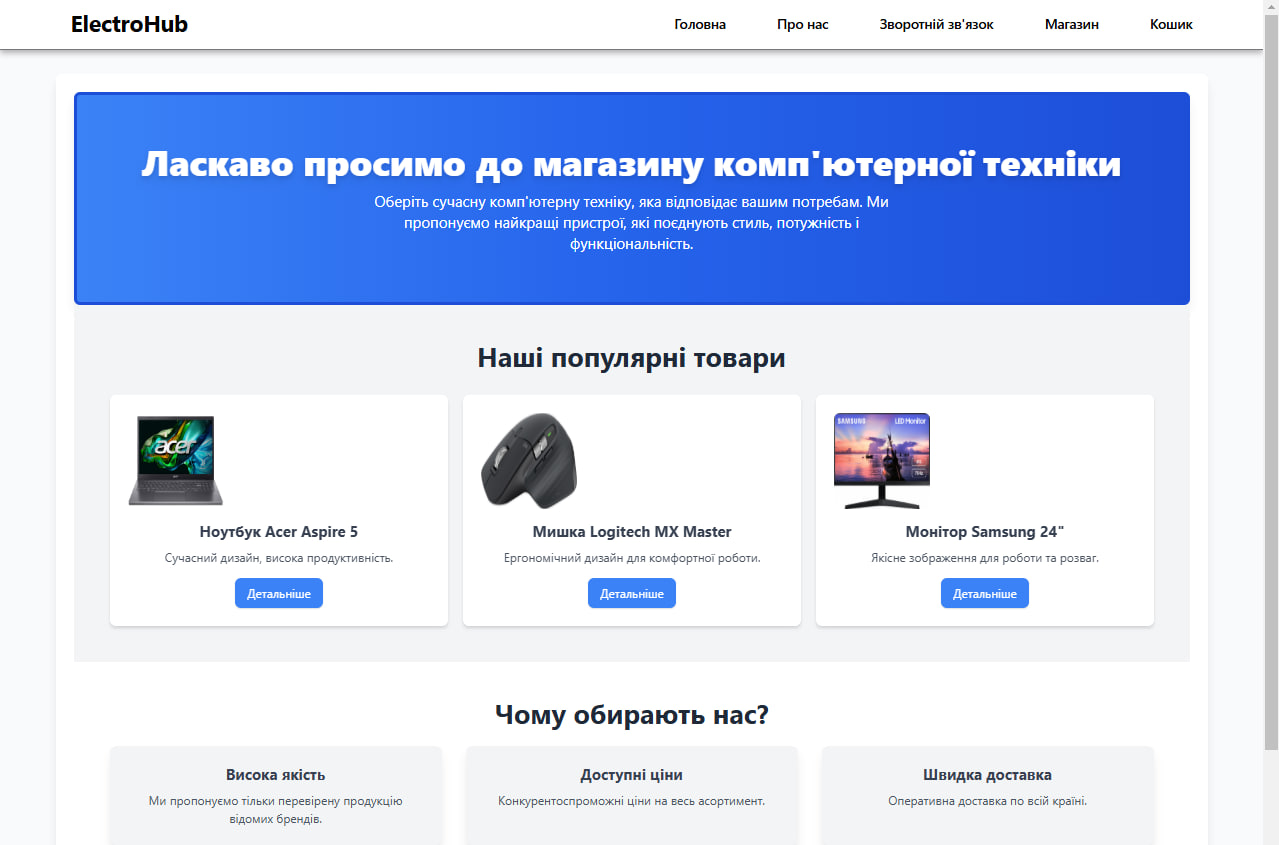 ElectroHub
Головна
Про нас
Зворотній зв'язок
Магазин
Кошик
Ласкаво просимо до магазину комп'ютерної техніки
Оберіть сучасну комп'ютерну техніку, яка відповідає вашим потребам. Ми
пропонуємо найкращі пристрої, які поєднують стиль, потужність і
функціональність.
Наші популярні товари
acer
SAMSUNG
LED Monitor
Ноутбук Acer Aspire 5
Мишка Logitech MX Master
Монітор Samsung 24"
Сучасний дизайн, висока продуктивність.
Ергономічний дизайн для комфортної роботи.
Якісне зображення для роботи та розваг.
Детальніше
Детальніше
Детальніше
Чому обирають нас?
Висока якість
Доступні ціни
Швидка доставка
Ми пропонуємо тільки перевірену продукцію
відомих брендів.
Конкурентоспроможні ціни на весь асортимент.
Оперативна доставка по всій країні.